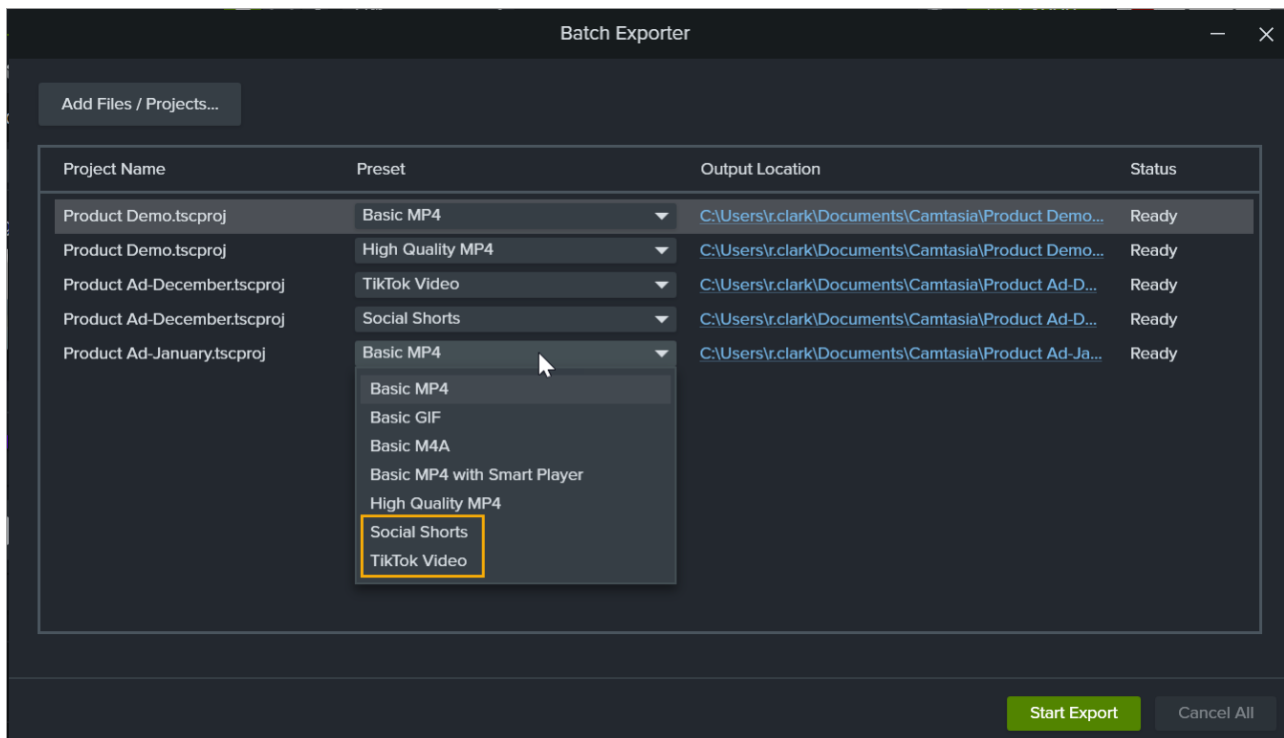 Batch Exporter
Add Files / Projects...
Project Name Preset Output Location Status
Product Demo.tscproj Basic MP4 C:\Users\r.clark\Documents\Camtasia\Product Demo... Ready
Product Demo.tscproj High Quality MP4 C:\Users\r.clark\Documents\Camtasia\Product Demo... Ready
Product Ad-December.tscproj TikTok Video C:\Users\r.clark\Documents\Camtasia\Product Ad-D... Ready
Product Ad-December.tscproj Social Shorts C:\Users\r.clark\Documents\Camtasia\Product Ad-D... Ready
Product Ad-January.tscproj Basic MP4 C:\Users\r.clark\Documents\Camtasia\Product Ad-Ja... Ready
Basic MP4
Basic GIF
Basic M4A
Basic MP4 with Smart Player
High Quality MP4
Social Shorts
TikTok Video
Start Export Cancel All